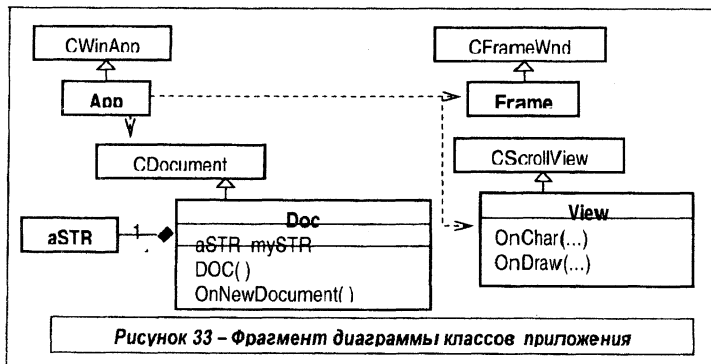 CWinApp
CFrameWnd
App
Frame
CDocument
CScrollView
aSTR
1
Doc
aSTR mySTR
DOC( )
OnNewDocument( )
View
OnChar(...)
OnDraw(...)
Рисунок 33 – Фрагмент диаграммы классов приложения